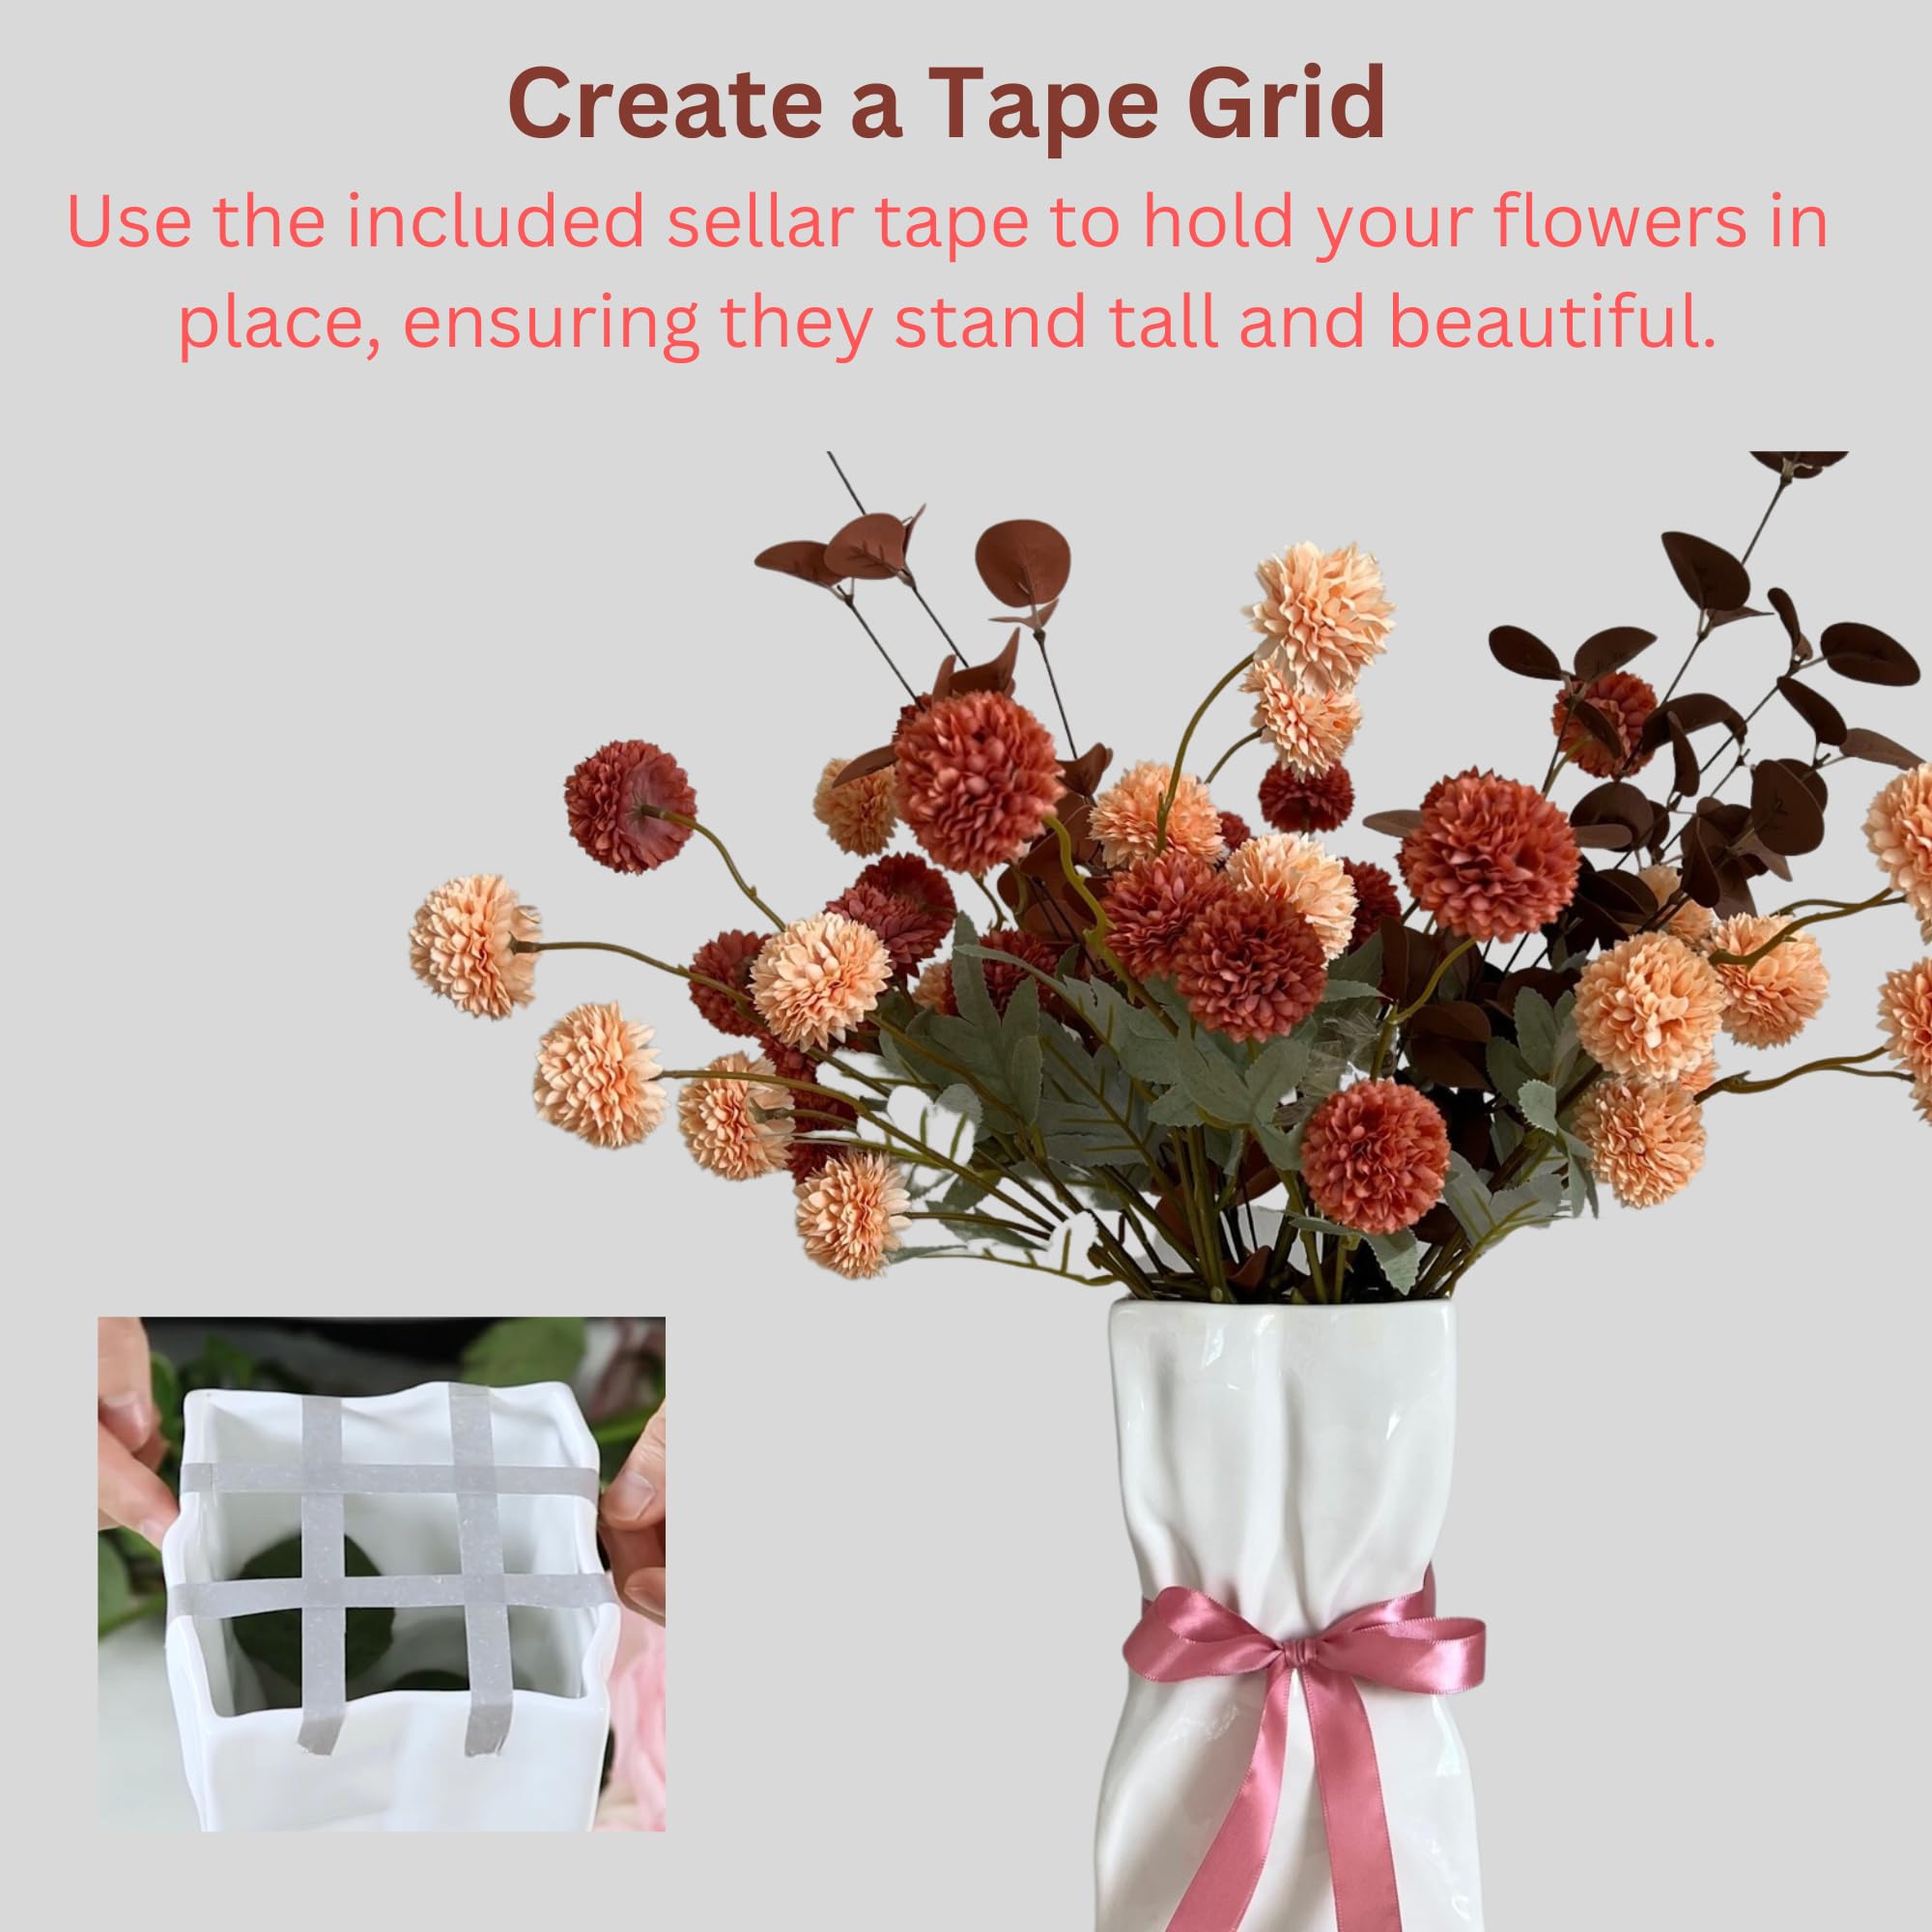 Create a Tape Grid
Use the included sellar tape to hold your flowers in
place, ensuring they stand tall and beautiful.